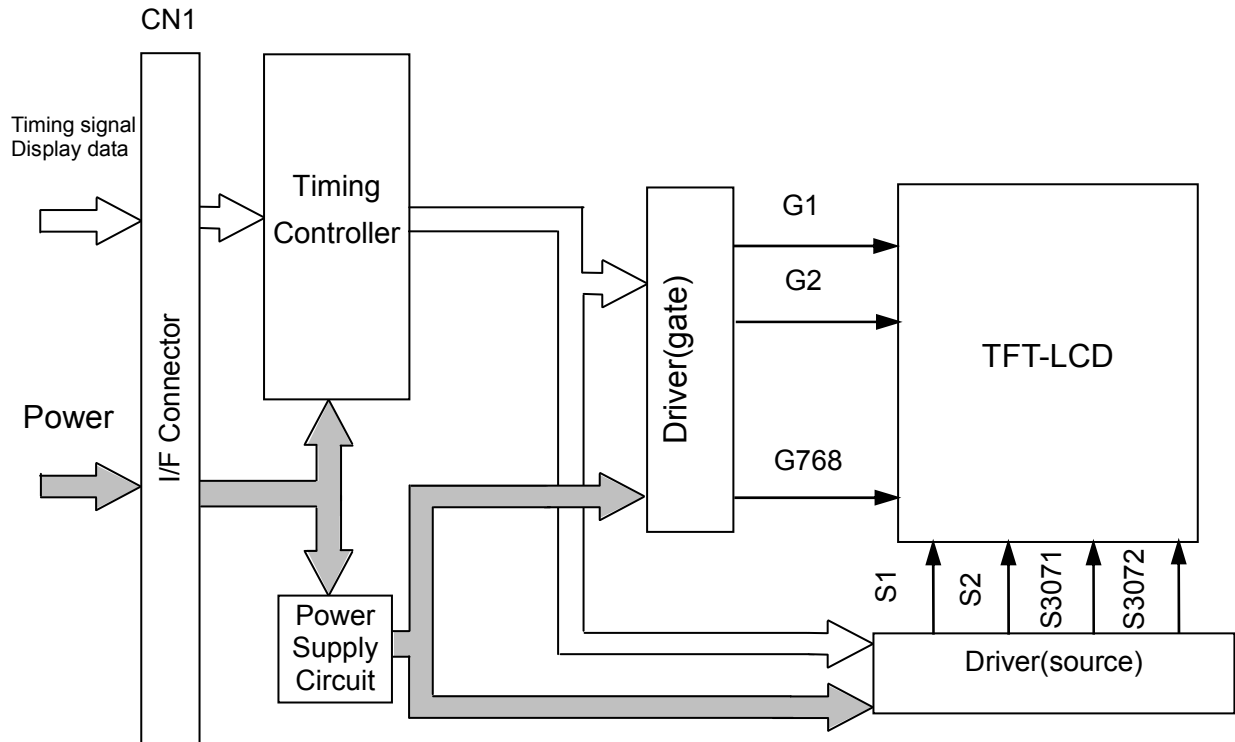 CN1
Timing signal
Display data
Power
I/F Connector
Timing
Controller
Power
Supply
Circuit
Driver(gate)
G1
G2
G768
TFT-LCD
S1
S2
S3071
S3072
Driver(source)